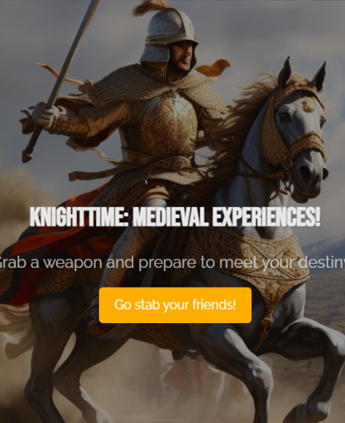 KNIGHTTIME: MEDIEVAL EXPERIENCES!
Grab a weapon and prepare to meet your destiny
Go stab your friends!